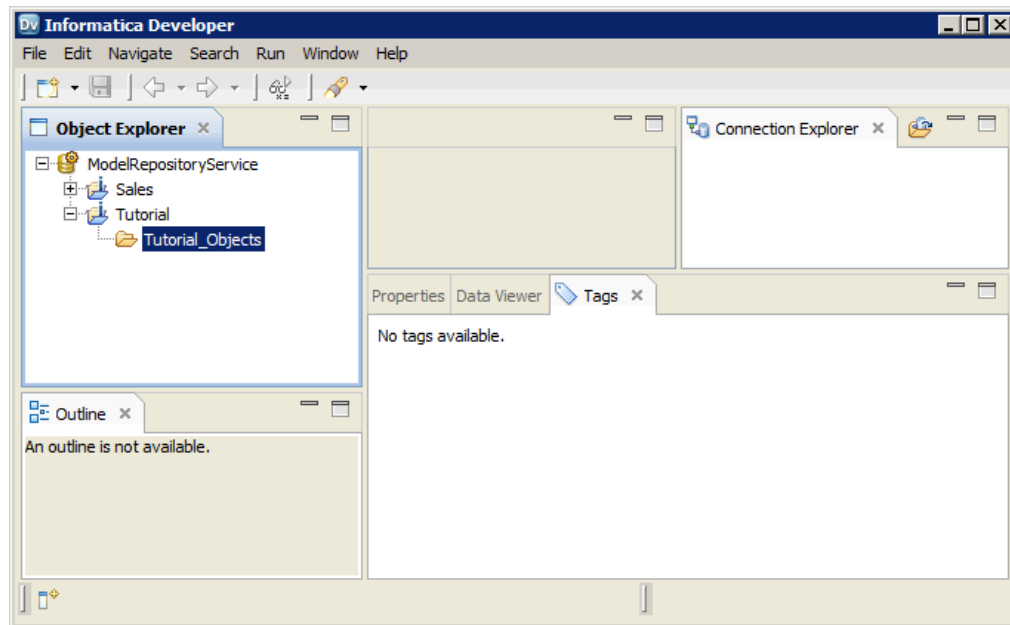 Dv Informatica Developer
File Edit Navigate Search Run Window Help
Object Explorer
Connection Explorer
ModelRepositoryService
Sales
Tutorial
Tutorial_Objects
Properties Data Viewer Tags
No tags available.
Outline
An outline is not available.